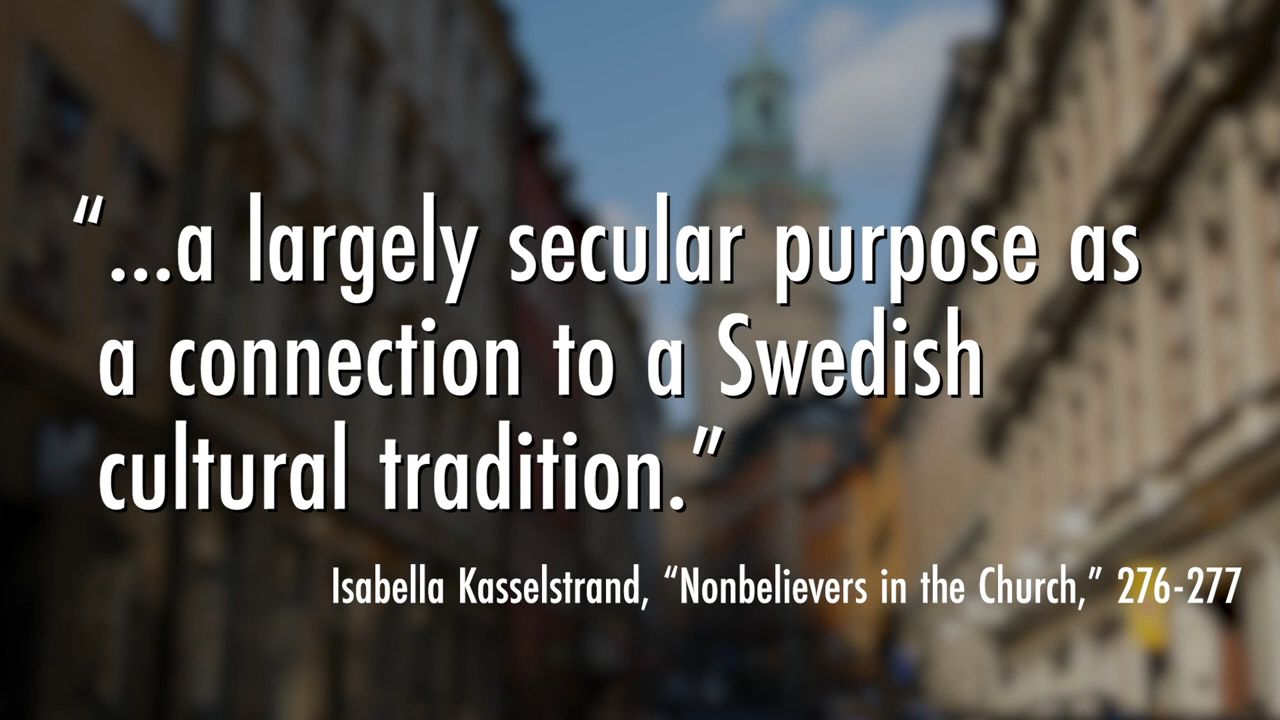 “...a largely secular purpose as
a connection to a Swedish
cultural tradition.”
Isabella Kasselstrand, “Nonbelievers in the Church,” 276-277